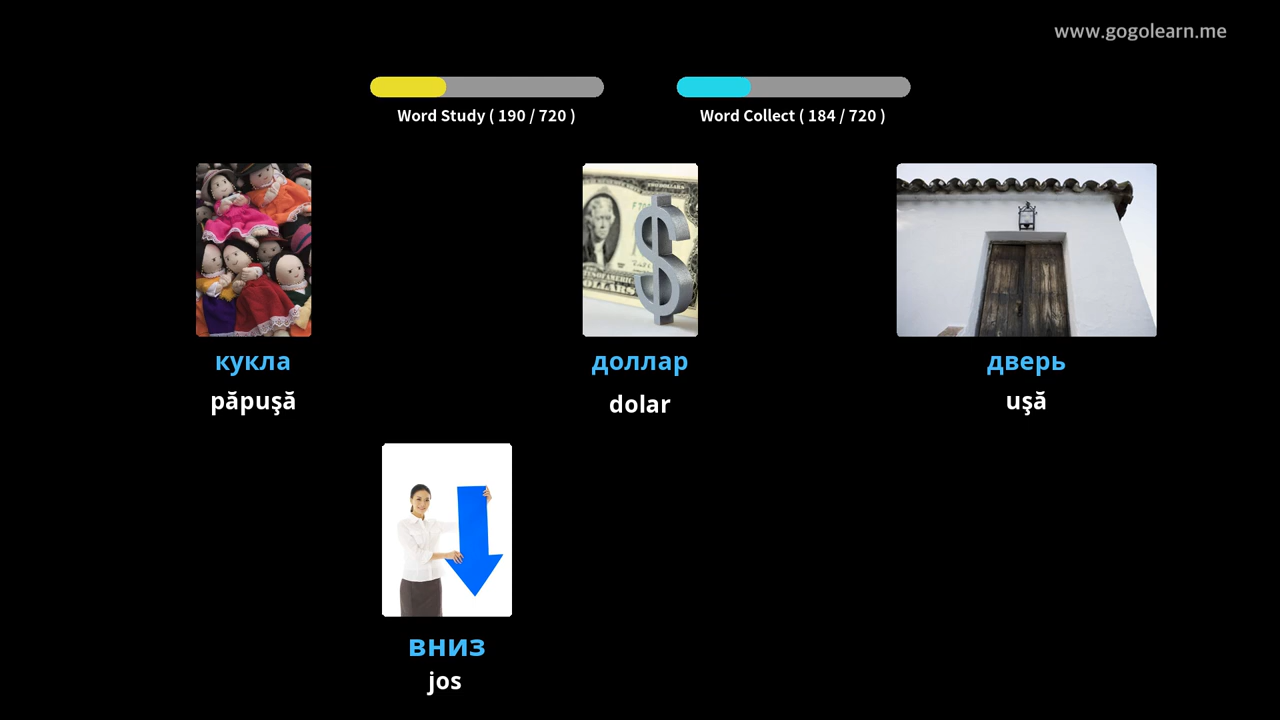 www.gogolearn.me
Word Study ( 190 / 720 )
Word Collect ( 184 / 720 )
кукла
păpuşă
доллар
dolar
дверь
uşă
вниз
jos